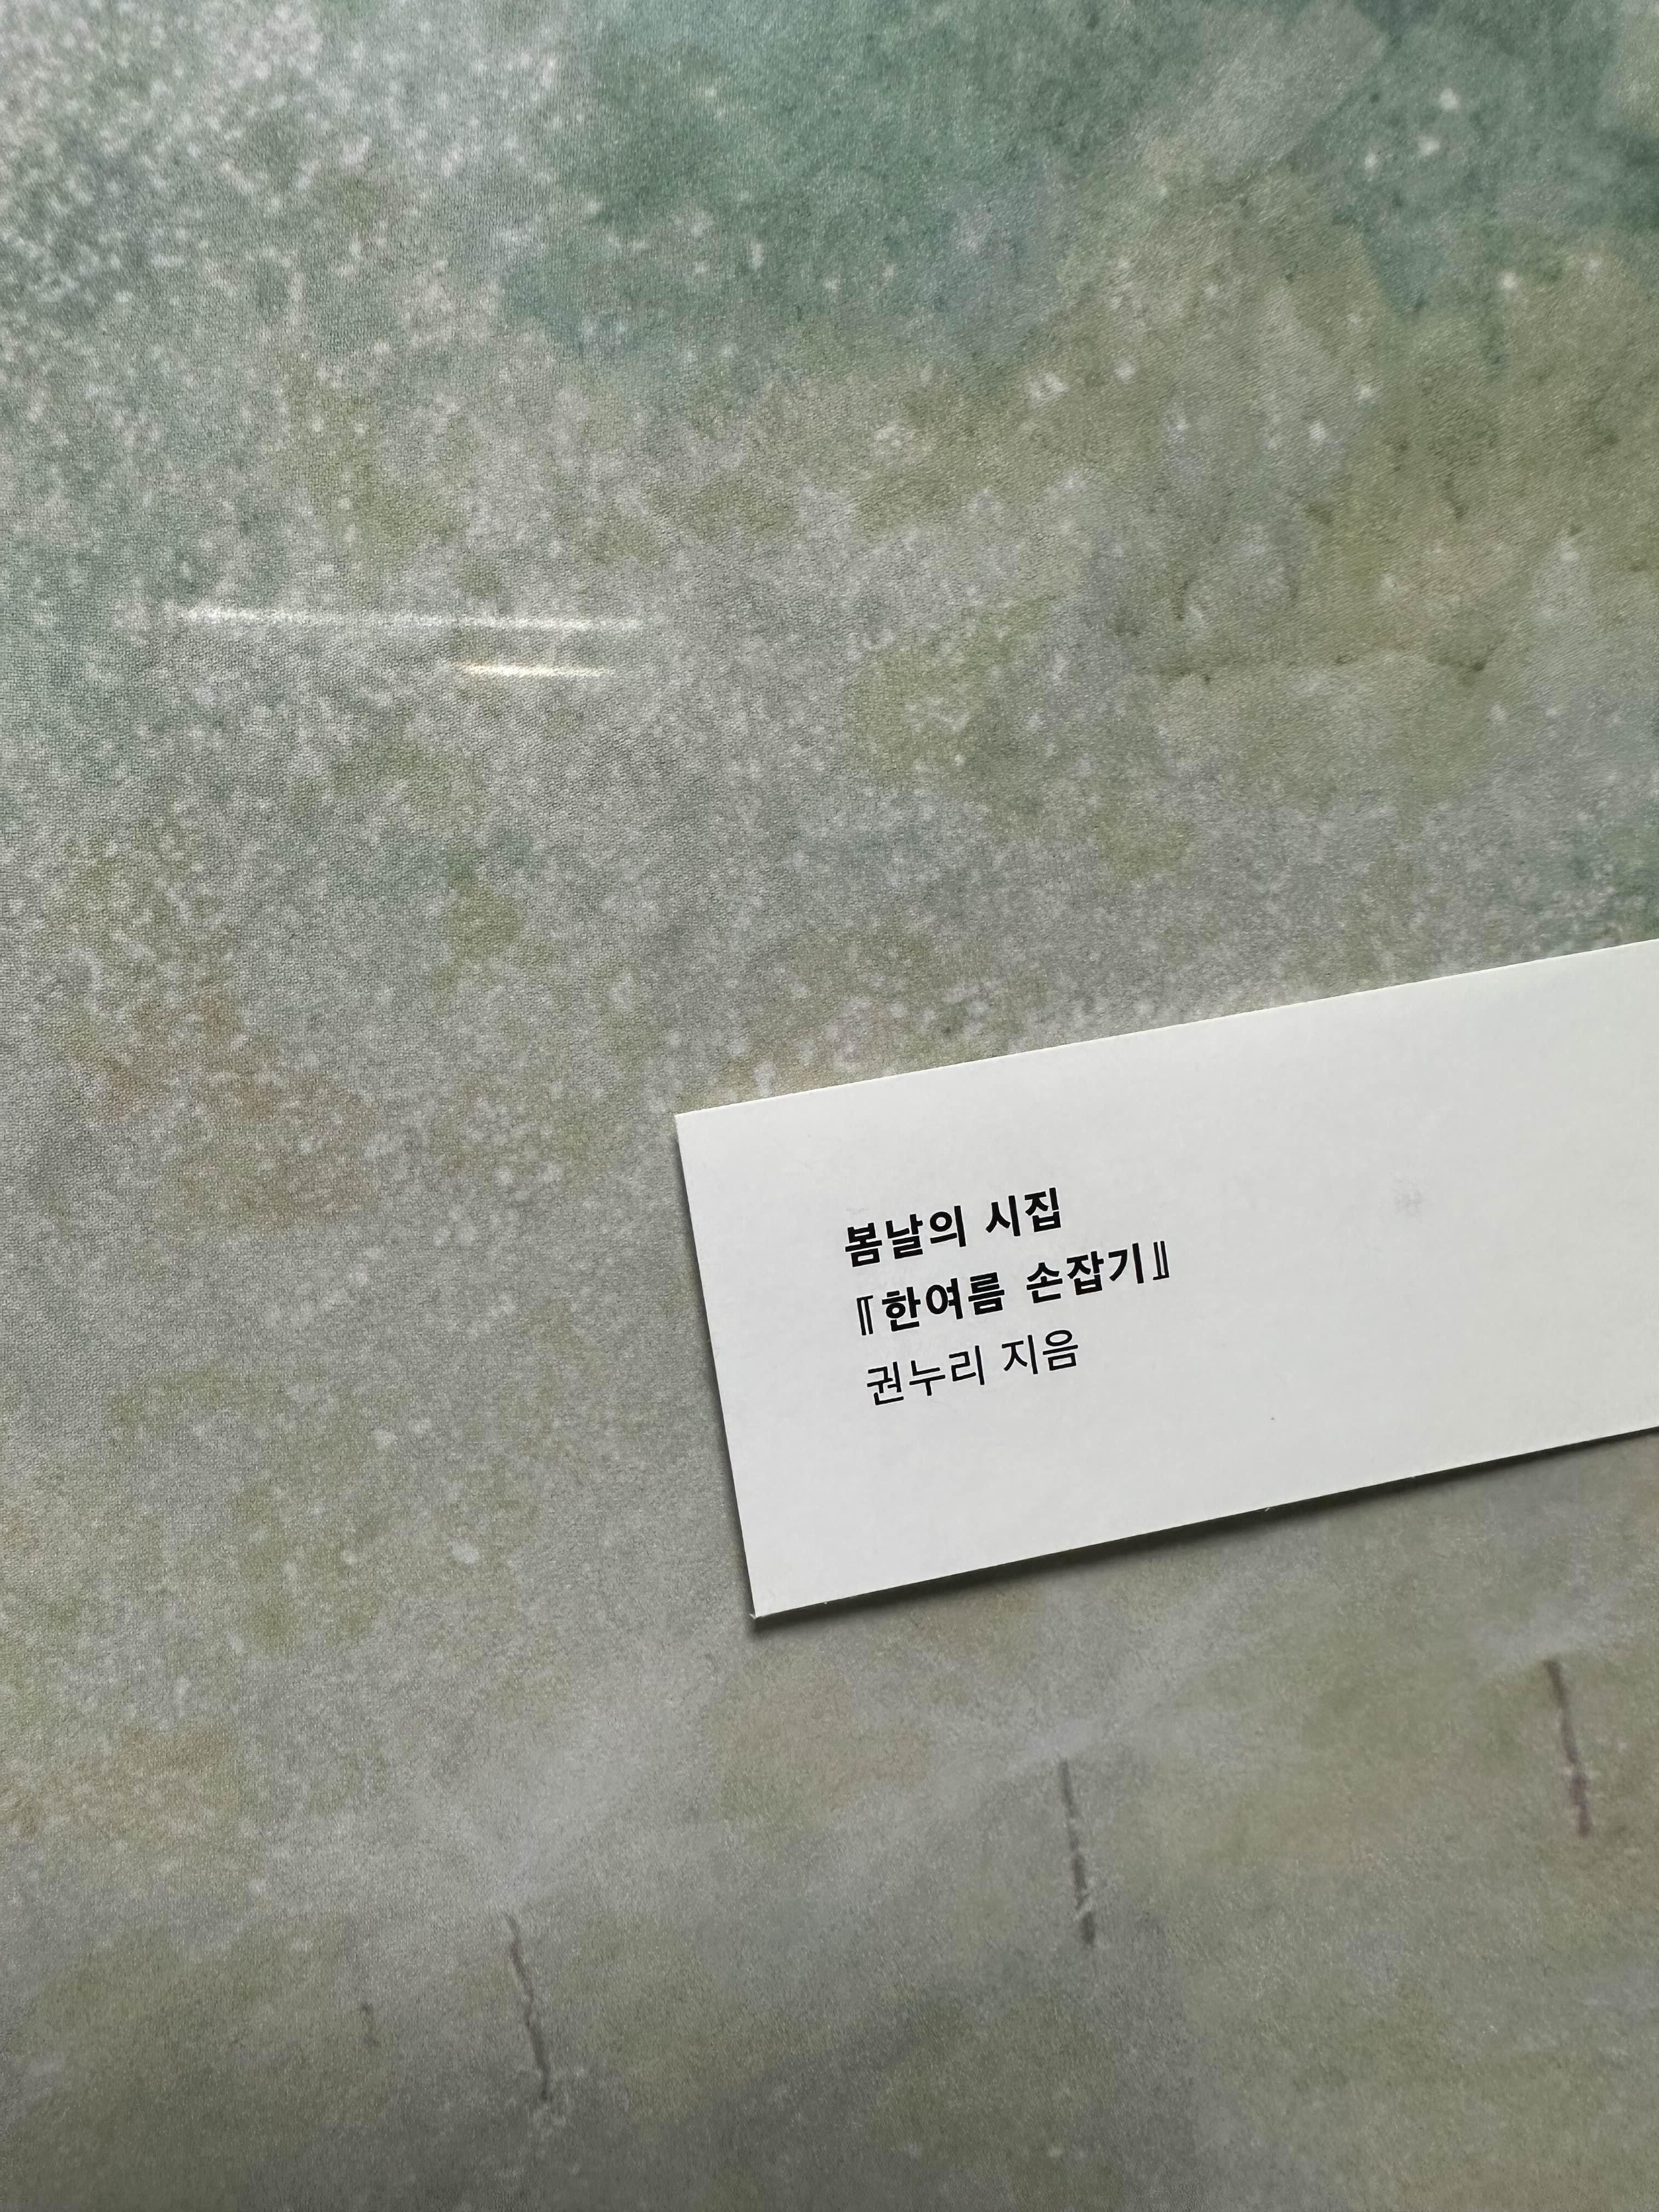 봄날의 시집
『한여름 손잡기』
권누리 지음